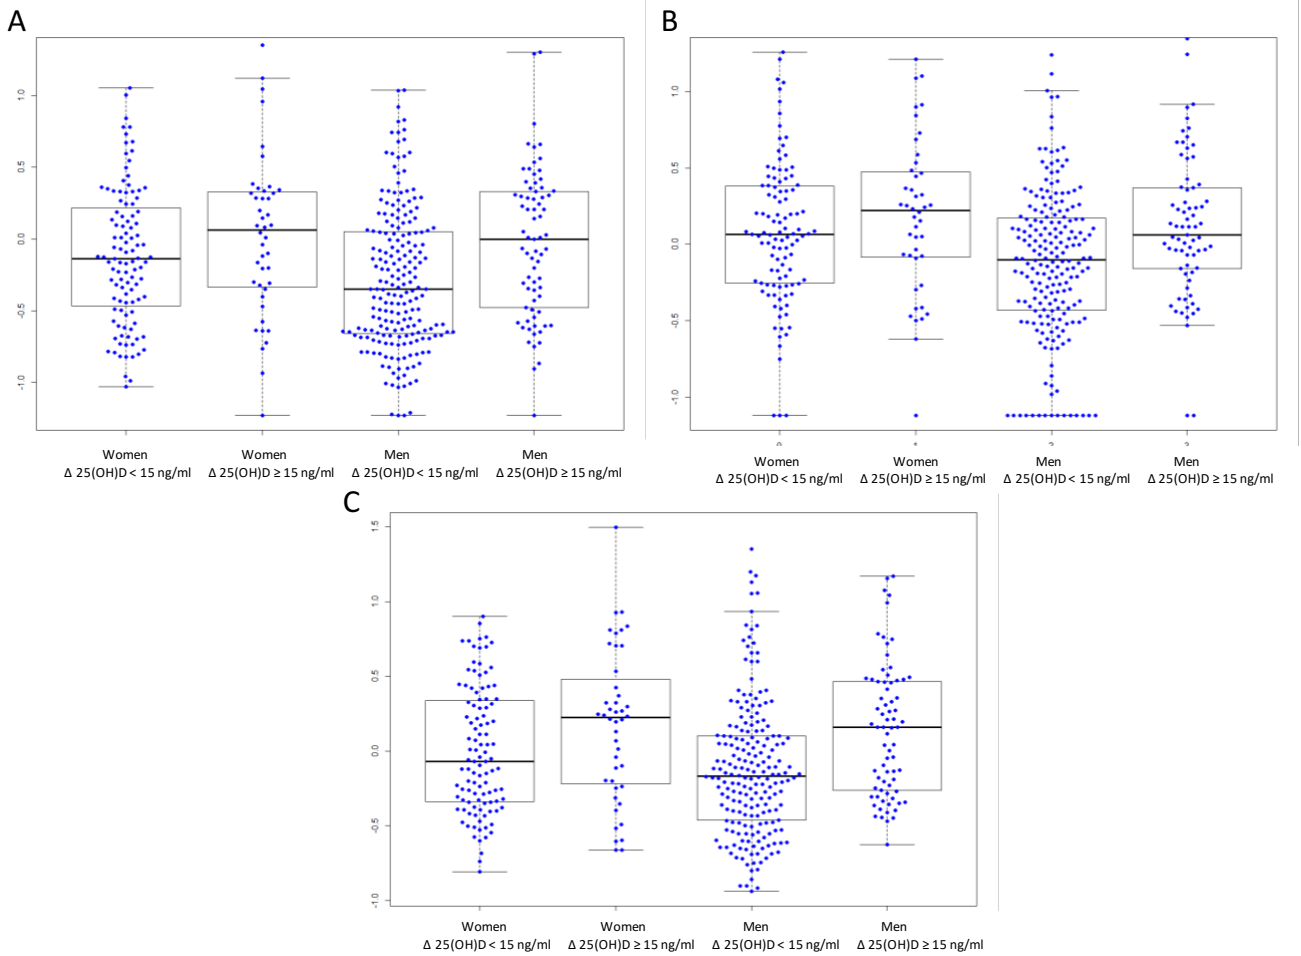 A
1.0
0.5
0.0
-0.5
-1.0
Women
Δ 25(OH)D < 15 ng/ml
Women
Δ 25(OH)D ≥ 15 ng/ml
Men
Δ 25(OH)D < 15 ng/ml
Men
Δ 25(OH)D ≥ 15 ng/ml
B
1.0
0.5
0.0
-0.5
-1.0
Women
Δ 25(OH)D < 15 ng/ml
Women
Δ 25(OH)D ≥ 15 ng/ml
Men
Δ 25(OH)D < 15 ng/ml
Men
Δ 25(OH)D ≥ 15 ng/ml
C
1.5
1.0
0.5
0.0
-0.5
-1.0
Women
Δ 25(OH)D < 15 ng/ml
Women
Δ 25(OH)D ≥ 15 ng/ml
Men
Δ 25(OH)D < 15 ng/ml
Men
Δ 25(OH)D ≥ 15 ng/ml